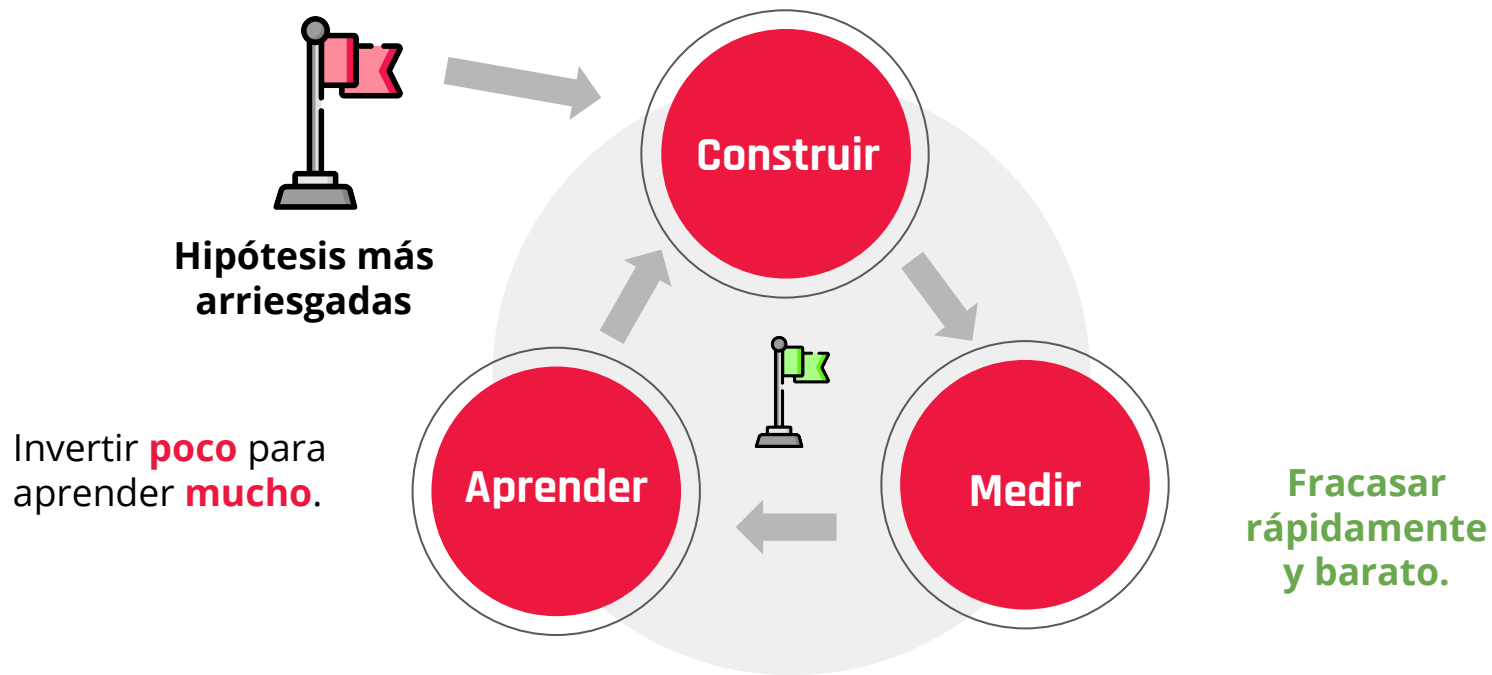 Construir
Hipótesis más
arriesgadas
Invertir poco para
aprender mucho.
Aprender
Medir
Fracasar
rápidamente
y barato.